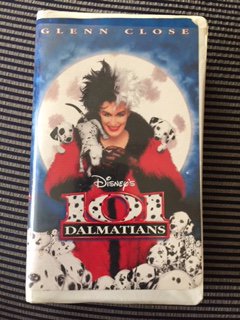 GLENN CLOSE
DISNEY'S
101
DALMATIANS